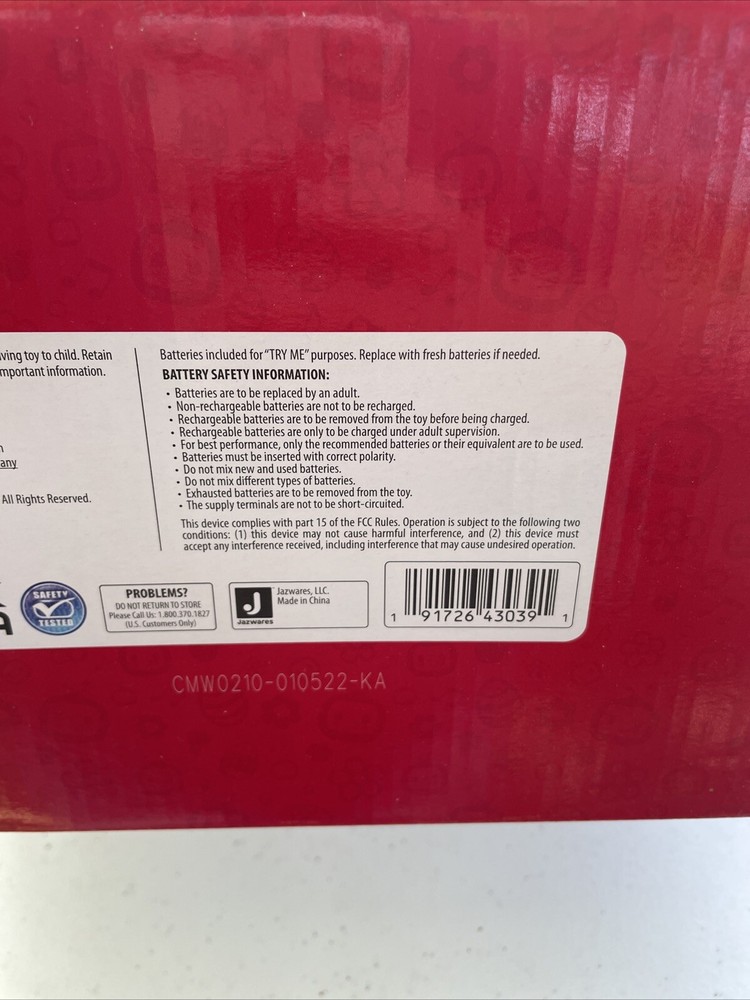 ving toy to child. Retain
mportant information.
any
All Rights Reserved.
Batteries included for "TRY ME" purposes. Replace with fresh batteries if needed.
BATTERY SAFETY INFORMATION:
• Batteries are to be replaced by an adult.
• Non-rechargeable batteries are not to be recharged.
• Rechargeable batteries are to be removed from the toy before being charged.
• Rechargeable batteries are only to be charged under adult supervision.
• For best performance, only the recommended batteries or their equivalent are to be used.
• Batteries must be inserted with correct polarity.
• Do not mix new and used batteries.
• Do not mix different types of batteries.
• Exhausted batteries are to be removed from the toy.
• The supply terminals are not to be short-circuited.
This device complies with part 15 of the FCC Rules. Operation is subject to the following two
conditions: (1) this device may not cause harmful interference, and (2) this device must
accept any interference received, including interference that may cause undesired operation.
SAFETY
TESTED
PROBLEMS?
DO NOT RETURN TO STORE
Please Call Us: 1.800.370.1827
(U.S. Customers Only)
J
Jazwares
Jazwares, LLC.
Made in China
1 91726 43039 1
CMW0210-010522-KA